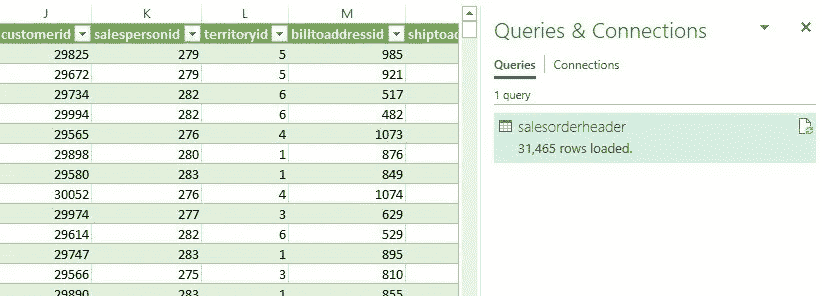 J K L M
customerid salespersonid territoryid billtoaddressid shiptoad
29825 279 5 985
29672 279 5 921
29734 282 6 517
29994 282 6 482
29565 276 4 1073
29898 280 1 876
29580 283 1 849
30052 276 4 1074
29974 277 3 629
29614 282 6 529
29747 283 1 895
29566 275 3 810
29890 283 1 855
Queries & Connections
Queries Connections
1 query
salesorderheader
31,465 rows loaded.